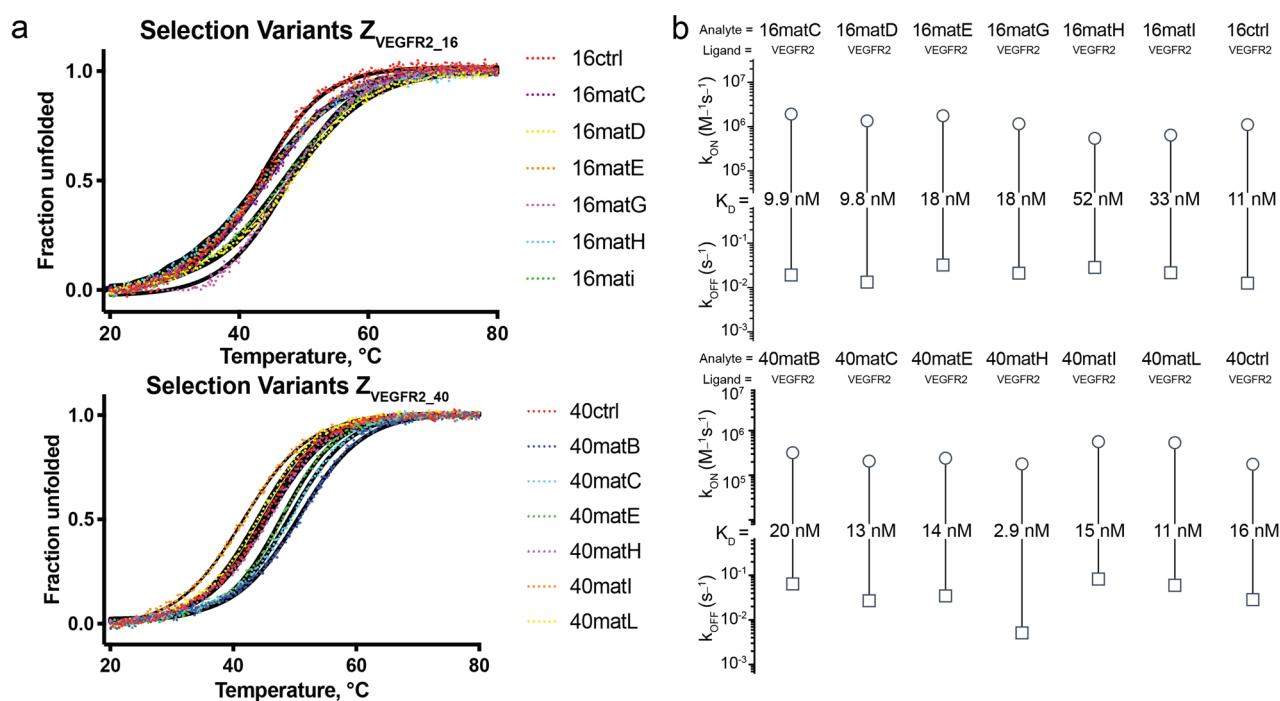 a
Selection Variants Z VEGFR2_16
Fraction unfolded
1.0
0.5
0.0
20 40 60 80
Temperature, °C
16ctrl
16matC
16matD
16matE
16matG
16matH
16mati
Selection Variants Z VEGFR2_40
Fraction unfolded
1.0
0.5
0.0
20 40 60 80
Temperature, °C
40ctrl
40matB
40matC
40matE
40matH
40matI
40matL
b
Analyte = 16matC 16matD 16matE 16matG 16matH 16matI 16ctrl
Ligand = VEGFR2 VEGFR2 VEGFR2 VEGFR2 VEGFR2 VEGFR2 VEGFR2
kON (M⁻¹s⁻¹)
10⁷
10⁶
10⁵
KD = 9.9 nM 9.8 nM 18 nM 18 nM 52 nM 33 nM 11 nM
kOFF (s⁻¹)
10⁻¹
10⁻²
10⁻³
Analyte = 40matB 40matC 40matE 40matH 40matI 40matL 40ctrl
Ligand = VEGFR2 VEGFR2 VEGFR2 VEGFR2 VEGFR2 VEGFR2 VEGFR2
kON (M⁻¹s⁻¹)
10⁷
10⁶
10⁵
KD = 20 nM 13 nM 14 nM 2.9 nM 15 nM 11 nM 16 nM
kOFF (s⁻¹)
10⁻¹
10⁻²
10⁻³